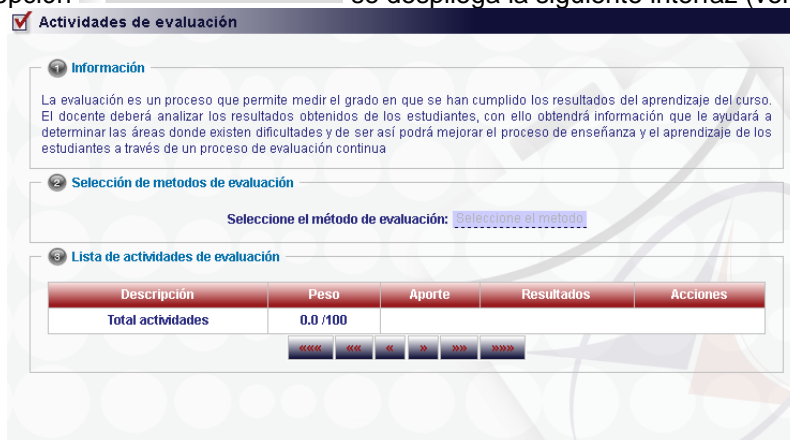 opción se despliega la siguiente interfaz (ver
Actividades de evaluación
1 Información
La evaluación es un proceso que permite medir el grado en que se han cumplido los resultados del aprendizaje del curso.
El docente deberá analizar los resultados obtenidos de los estudiantes, con ello obtendrá información que le ayudará a
determinar las áreas donde existen dificultades y de ser así podrá mejorar el proceso de enseñanza y el aprendizaje de los
estudiantes a través de un proceso de evaluación continua
2 Selección de metodos de evaluación
Seleccione el método de evaluación: Seleccione el metodo
3 Lista de actividades de evaluación
Descripción Peso Aporte Resultados Acciones
Total actividades 0.0 /100
««« «« « » »» »»»